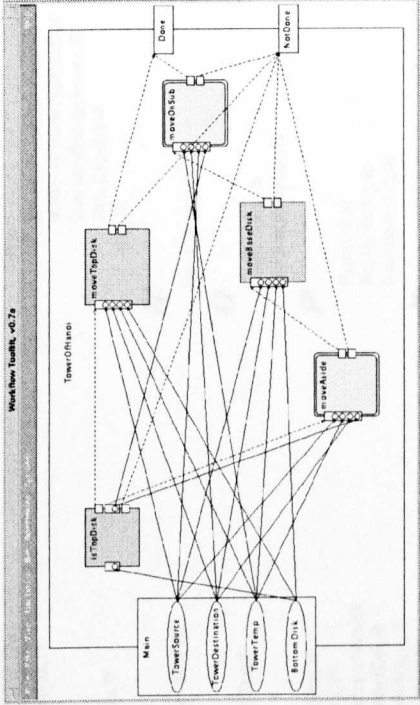 Workflow Toolkit, v0.7a
TowerOfHanoi
Main
TowerSource
TowerDestination
TowerTemp
BottomDisk
isTopDisk
moveTopDisk
moveAside
moveBaseDisk
moveOnSub
Done
NotDone